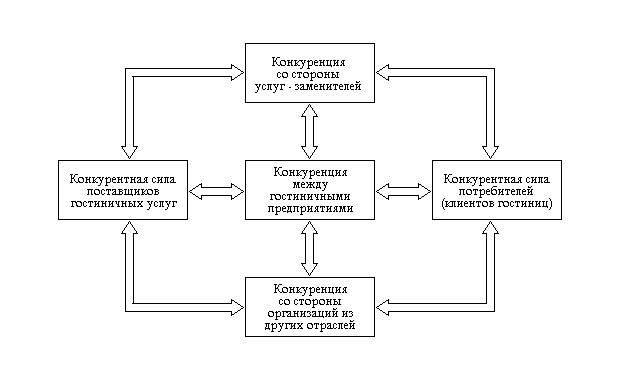 Конкуренция
со стороны
услуг - заменителей
Конкурентная сила
поставщиков
гостиничных услуг
Конкуренция
между
гостиничными
предприятиями
Конкурентная сила
потребителей
(клиентов гостиниц)
Конкуренция
со стороны
организаций из
других отраслей